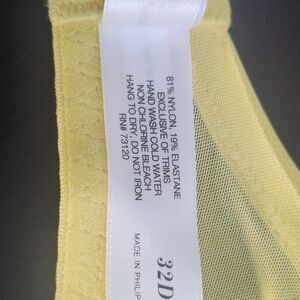 81% NYLON, 19% ELASTANE
EXCLUSIVE OF TRIMS
HAND WASH COLD WATER
NON CHLORINE BLEACH
HANG TO DRY, DO NOT IRON
RN# 73120
32D
MADE IN PHILIP